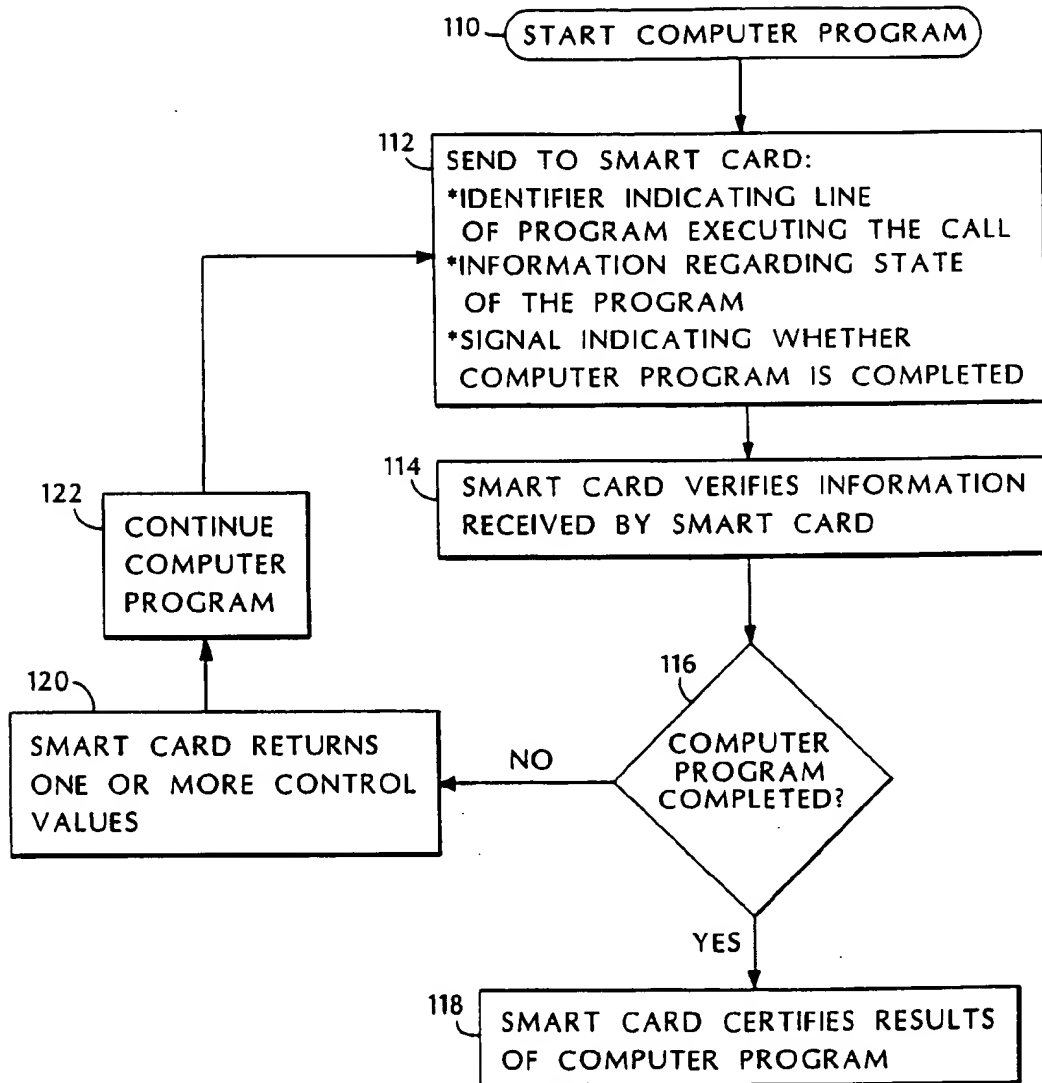 110
START COMPUTER PROGRAM
112
SEND TO SMART CARD:
*IDENTIFIER INDICATING LINE
OF PROGRAM EXECUTING THE CALL
*INFORMATION REGARDING STATE
OF THE PROGRAM
*SIGNAL INDICATING WHETHER
COMPUTER PROGRAM IS COMPLETED
114
SMART CARD VERIFIES INFORMATION
RECEIVED BY SMART CARD
116
COMPUTER
PROGRAM
COMPLETED?
NO
120
SMART CARD RETURNS
ONE OR MORE CONTROL
VALUES
122
CONTINUE
COMPUTER
PROGRAM
YES
118
SMART CARD CERTIFIES RESULTS
OF COMPUTER PROGRAM